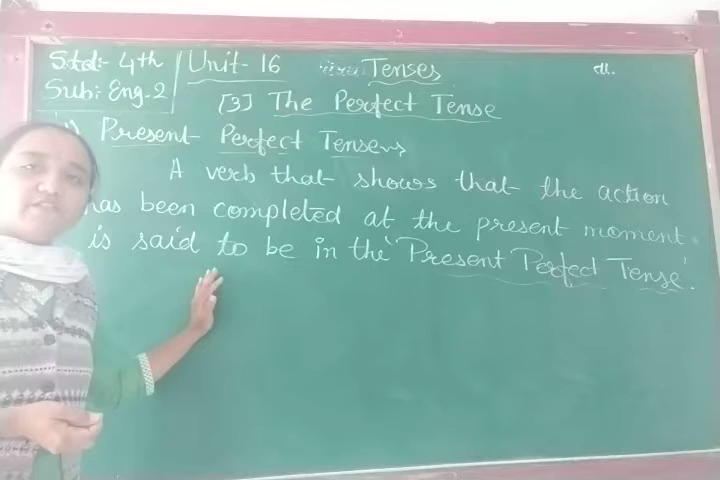 Std:- 4th
Sub: Eng-2
Unit- 16
Tenses
[3] The Perfect Tense
Present Perfect Tenses
A verb that shows that the action
has been completed at the present moment
is said to be in the 'Present Perfect Tense'.